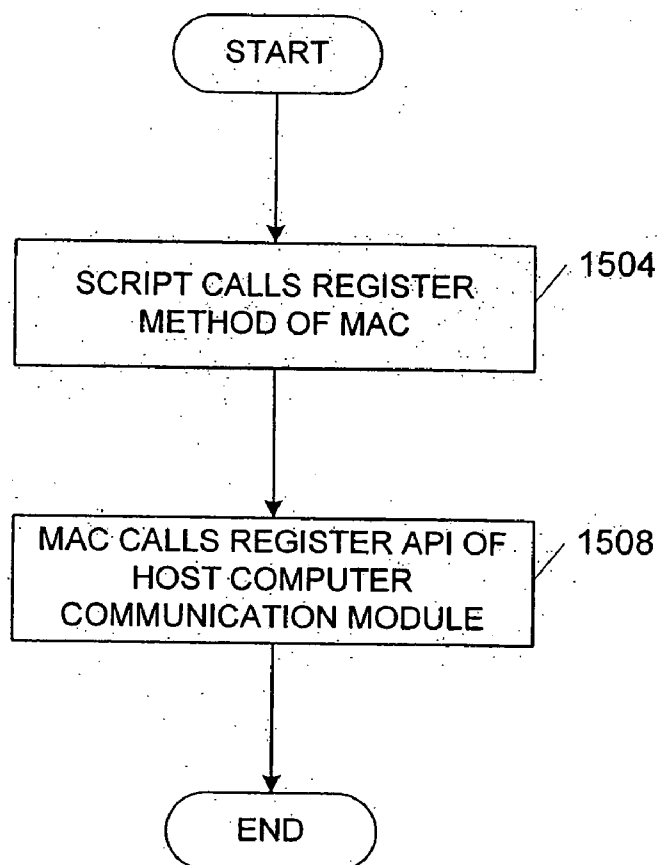 START
SCRIPT CALLS REGISTER
METHOD OF MAC
1504
MAC CALLS REGISTER API OF
HOST COMPUTER
COMMUNICATION MODULE
1508
END